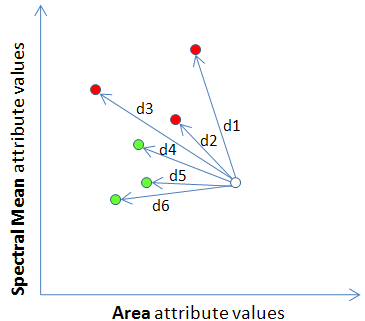 Spectral Mean attribute values
d1
d3
d2
d4
d5
d6
Area attribute values